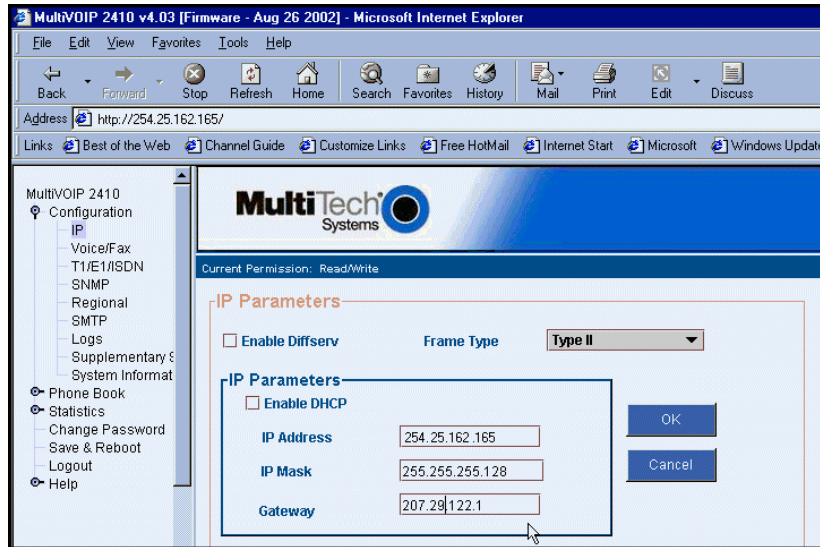 MultiVOIP 2410 v4.03 [Firmware - Aug 26 2002] - Microsoft Internet Explorer
File Edit View Favorites Tools Help
Back Forward Stop Refresh Home Search Favorites History Mail Print Edit Discuss
Address http://254.25.162.165/
Links Best of the Web Channel Guide Customize Links Free HotMail Internet Start Microsoft Windows Update
MultiVOIP 2410
Configuration
IP
Voice/Fax
T1/E1/ISDN
SNMP
Regional
SMTP
Logs
Supplementary S
System Informat
Phone Book
Statistics
Change Password
Save & Reboot
Logout
Help
MultiTech
Systems
Current Permission: Read/Write
IP Parameters
Enable Diffserv Frame Type Type II
IP Parameters
Enable DHCP
IP Address 254.25.162.165
IP Mask 255.255.255.128
Gateway 207.29.122.1
OK
Cancel